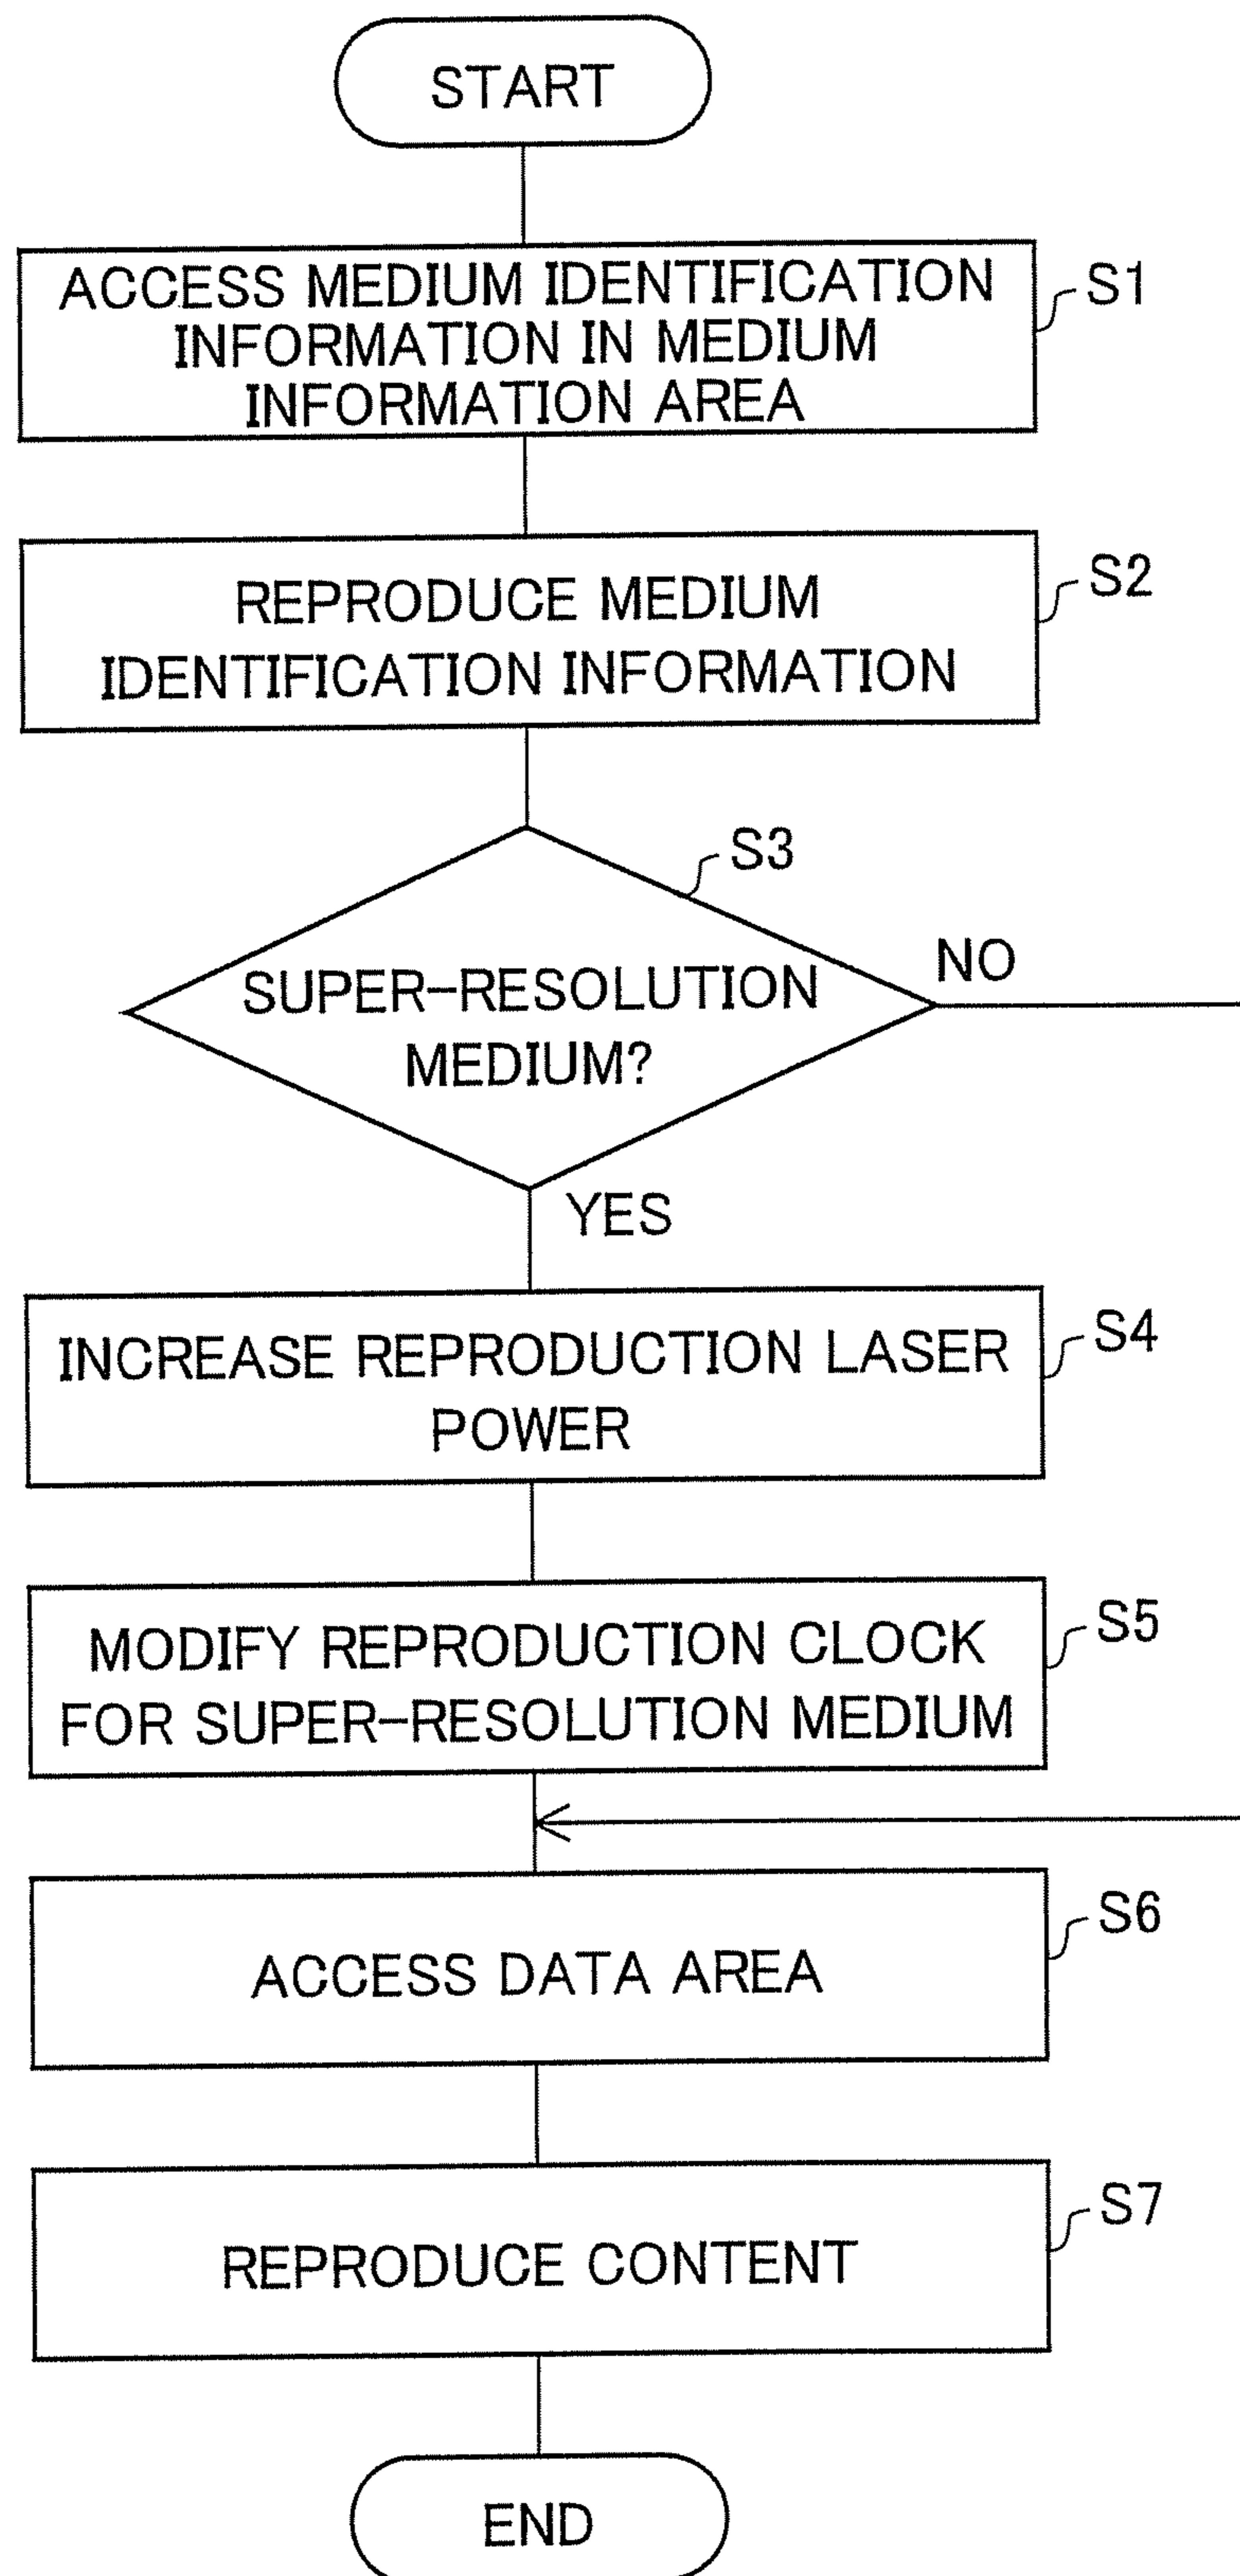 START
ACCESS MEDIUM IDENTIFICATION
INFORMATION IN MEDIUM
INFORMATION AREA
S1
REPRODUCE MEDIUM
IDENTIFICATION INFORMATION
S2
S3
SUPER-RESOLUTION
MEDIUM?
NO
YES
INCREASE REPRODUCTION LASER
POWER
S4
MODIFY REPRODUCTION CLOCK
FOR SUPER-RESOLUTION MEDIUM
S5
ACCESS DATA AREA
S6
REPRODUCE CONTENT
S7
END